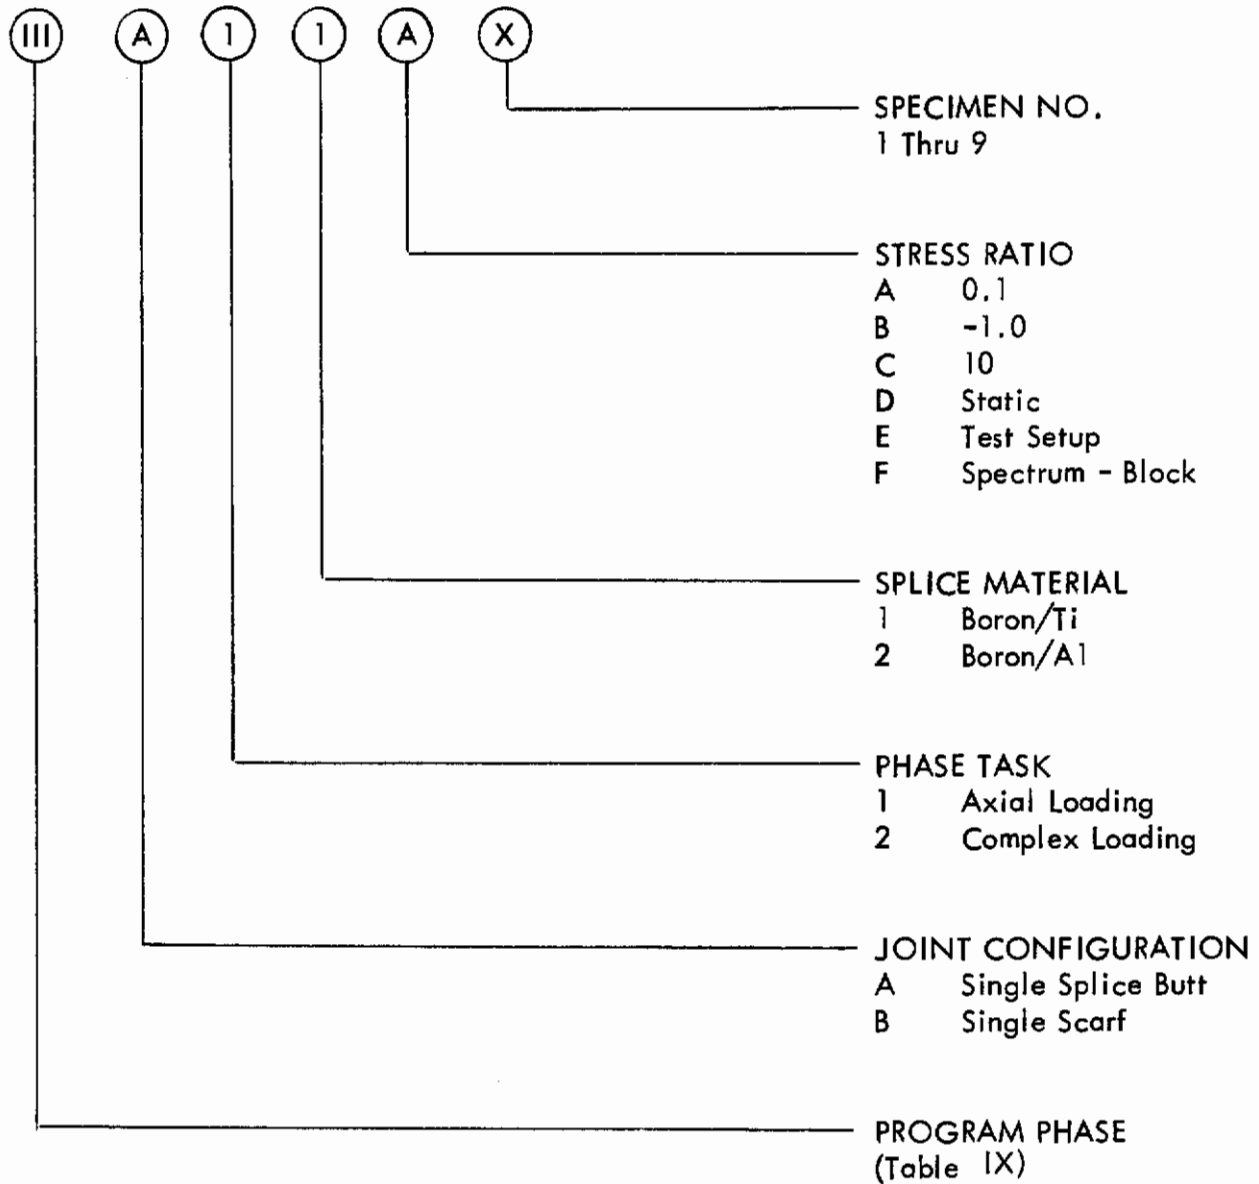 III A 1 1 A X
SPECIMEN NO.
1 Thru 9
STRESS RATIO
A 0.1
B -1.0
C 10
D Static
E Test Setup
F Spectrum - Block
SPLICE MATERIAL
1 Boron/Ti
2 Boron/Al
PHASE TASK
1 Axial Loading
2 Complex Loading
JOINT CONFIGURATION
A Single Splice Butt
B Single Scarf
PROGRAM PHASE
(Table IX)